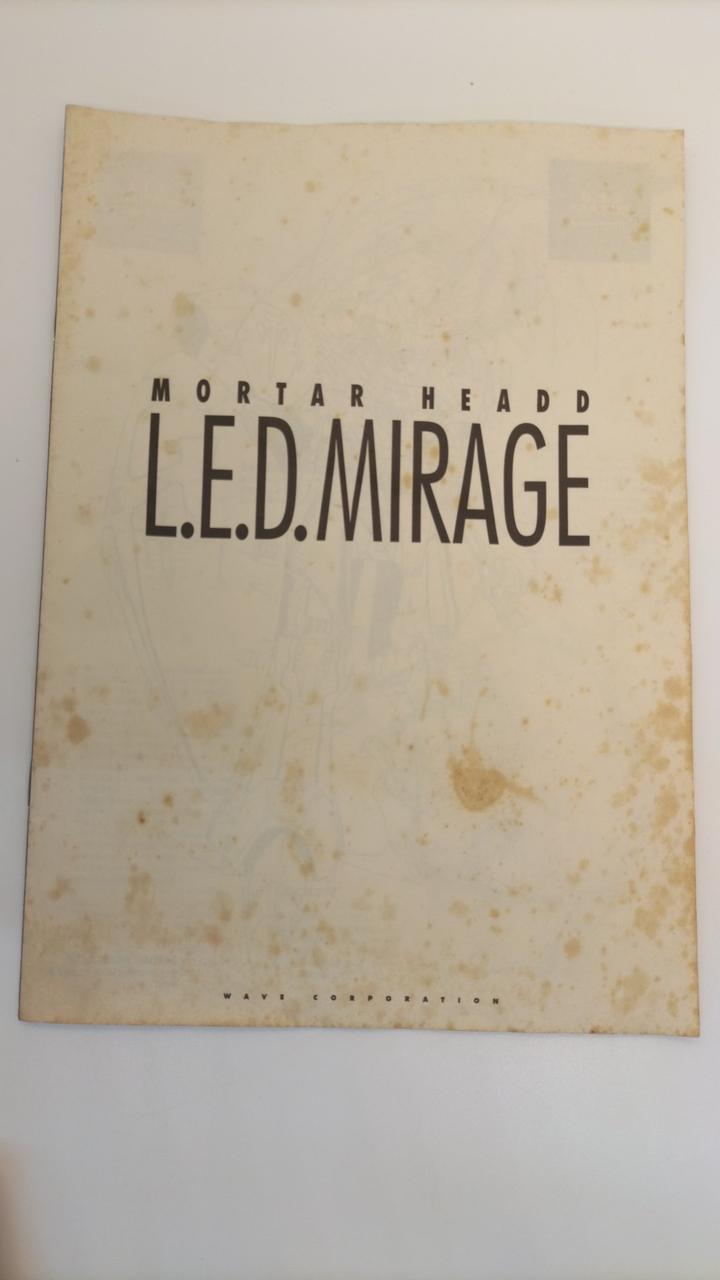 MORTAR HEADD
L.E.D. MIRAGE
WAVE CORPORATION